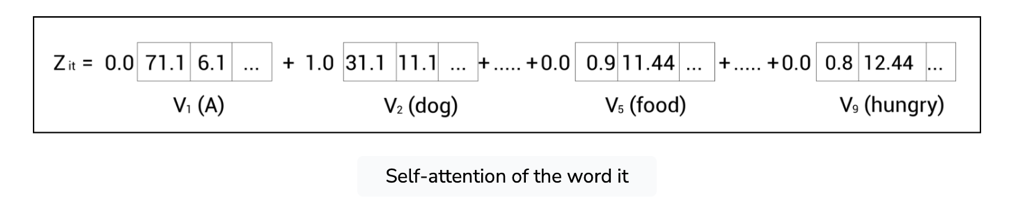 Z it = 0.0 71.1 6.1 ... + 1.0 31.1 11.1 ... +..... +0.0 0.9 11.44 ... +..... +0.0 0.8 12.44 ...
V₁ (A) V₂ (dog) V₅ (food) V₉ (hungry)
Self-attention of the word it